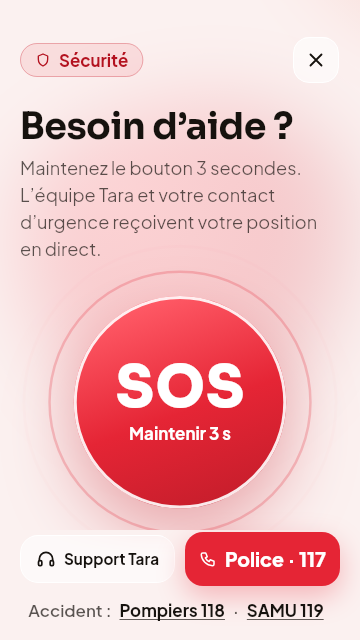 Sécurité
Besoin d’aide ?
Maintenez le bouton 3 secondes.
L’équipe Tara et votre contact
d’urgence reçoivent votre position
en direct.
SOS
Maintenir 3 s
Support Tara
Police · 117
Accident : Pompiers 118 · SAMU 119